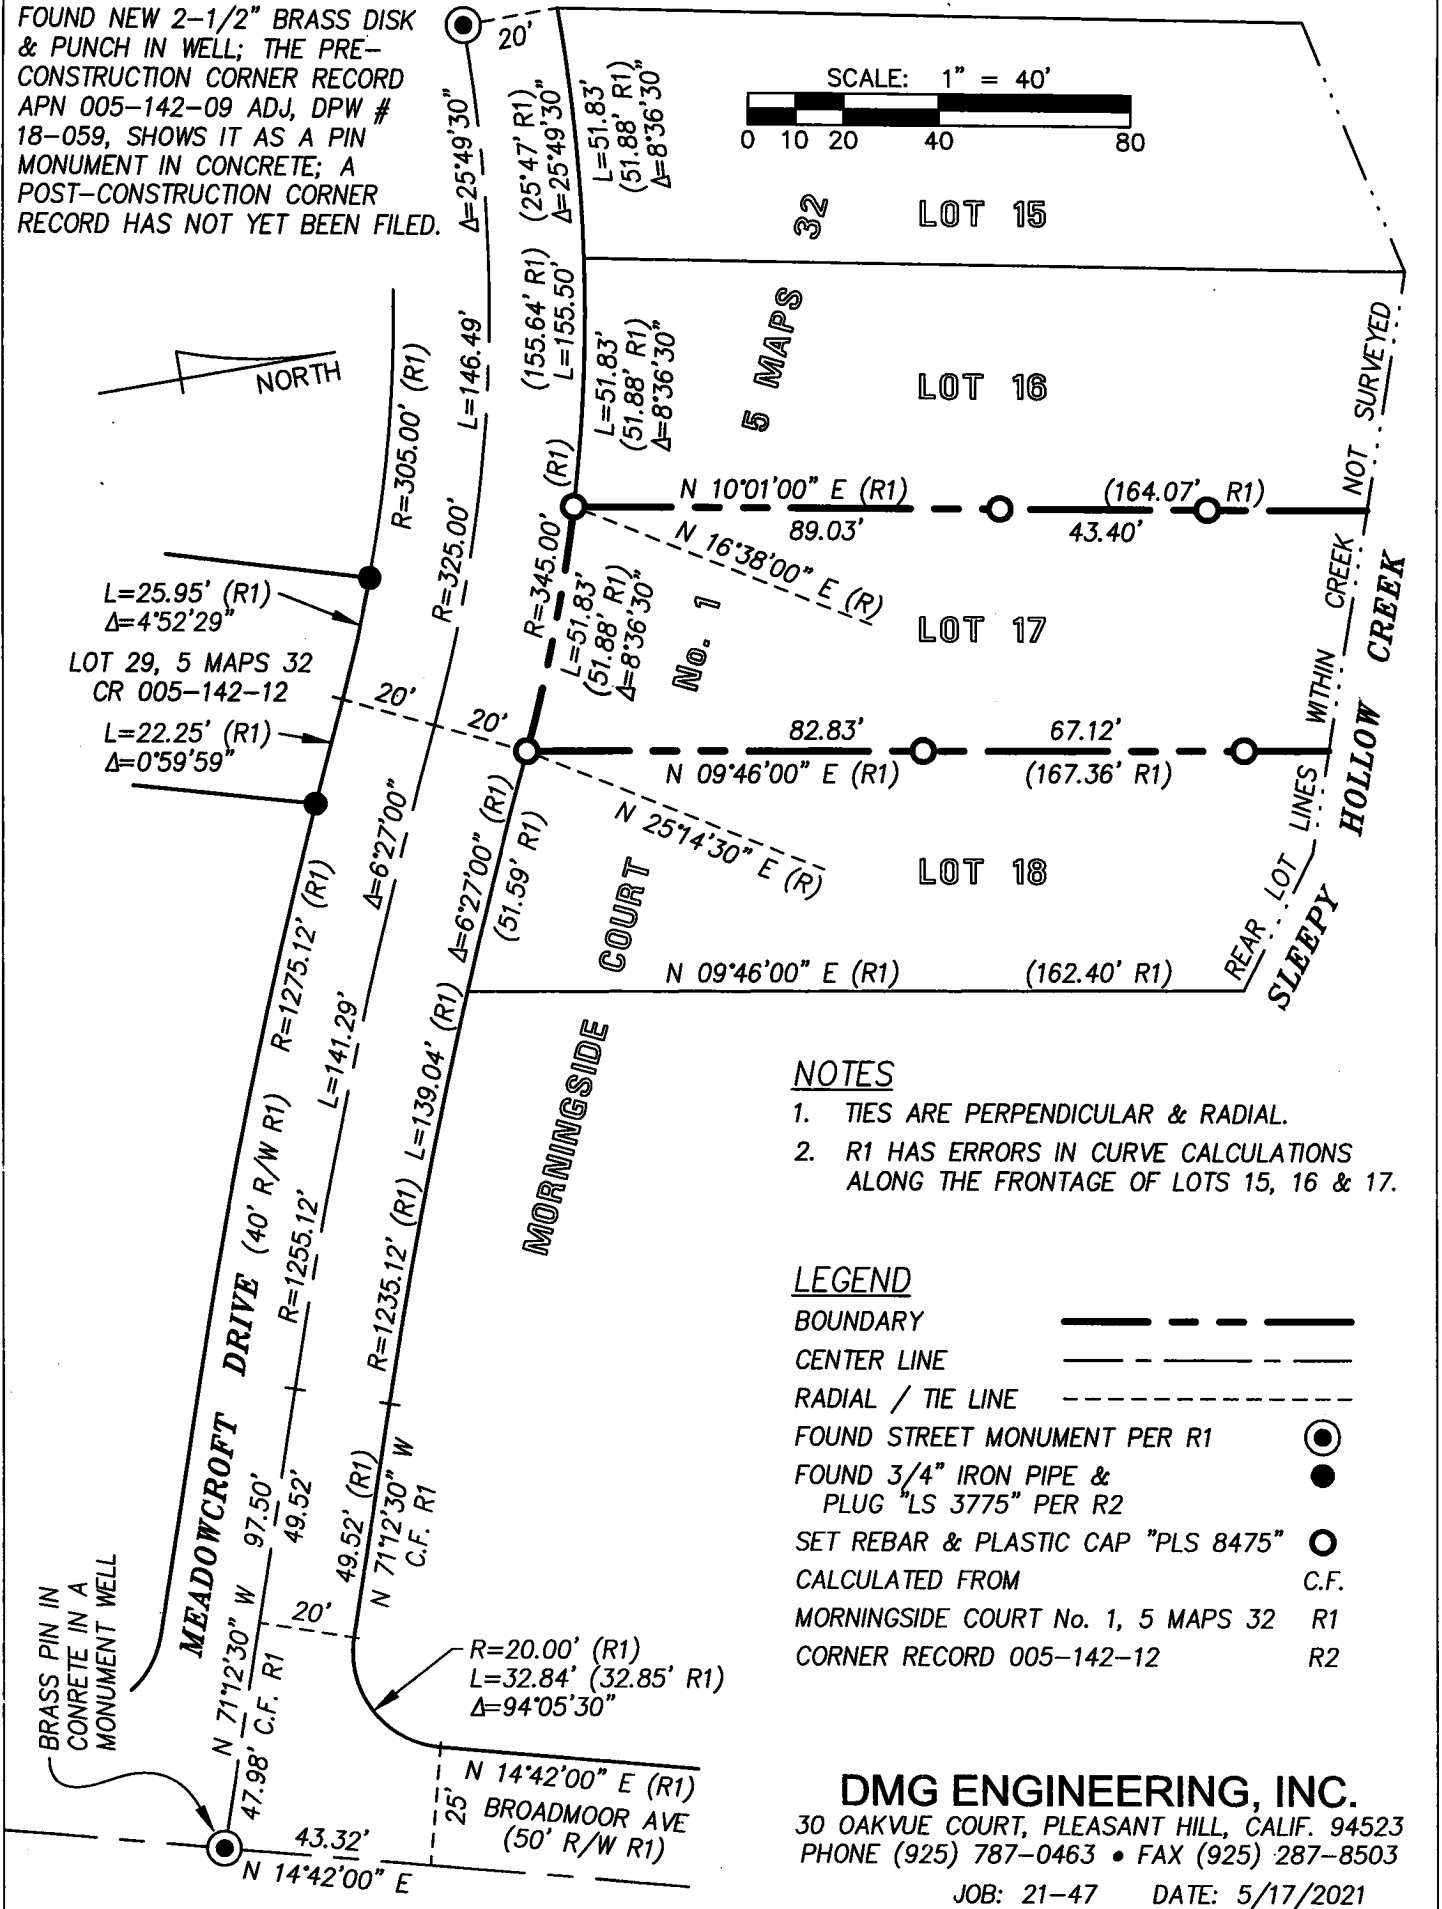 FOUND NEW 2-1/2" BRASS DISK
& PUNCH IN WELL; THE PRE-
CONSTRUCTION CORNER RECORD
APN 005-142-09 ADJ, DPW #
18-059, SHOWS IT AS A PIN
MONUMENT IN CONCRETE; A
POST-CONSTRUCTION CORNER
RECORD HAS NOT YET BEEN FILED.
20'
Δ=25°49'30"
(25°47' R1)
Δ=25°49'30"
L=51.83'
(51.88' R1)
Δ=8°36'30"
SCALE: 1" = 40'
0 10 20 40 80
LOT 15
32
5 MAPS
No. 1
COURT
MORNINGSIDE
NORTH
R=305.00' (R1)
L=146.49'
R=325.00'
(155.64' R1)
L=155.50'
L=51.83'
(51.88' R1)
Δ=8°36'30"
LOT 16
R=345.00' (R1)
N 10°01'00" E (R1)
(164.07' R1)
89.03'
43.40'
N 16°38'00" E (R)
L=51.83'
(51.88' R1)
Δ=8°36'30"
LOT 17
L=25.95' (R1)
Δ=4°52'29"
LOT 29, 5 MAPS 32
CR 005-142-12
L=22.25' (R1)
Δ=0°59'59"
20'
20'
82.83'
67.12'
N 09°46'00" E (R1)
(167.36' R1)
N 25°14'30" E (R)
LOT 18
N 09°46'00" E (R1)
(162.40' R1)
REAR LOT LINES WITHIN CREEK NOT SURVEYED
SLEEPY HOLLOW CREEK
R=1275.12' (R1)
Δ=6°27'00"
L=141.29'
R=1255.12'
Δ=6°27'00" (R1)
(51.59' R1)
L=139.04' (R1)
R=1235.12' (R1)
MEADOWCROFT DRIVE (40' R/W R1)
97.50'
49.52'
49.52' (R1)
N 71°12'30" W
C.F. R1
20'
N 71°12'30" W
47.98' C.F. R1
BRASS PIN IN
CONRETE IN A
MONUMENT WELL
R=20.00' (R1)
L=32.84' (32.85' R1)
Δ=94°05'30"
N 14°42'00" E (R1)
BROADMOOR AVE
(50' R/W R1)
25'
43.32'
N 14°42'00" E
NOTES
1. TIES ARE PERPENDICULAR & RADIAL.
2. R1 HAS ERRORS IN CURVE CALCULATIONS
ALONG THE FRONTAGE OF LOTS 15, 16 & 17.
LEGEND
BOUNDARY
CENTER LINE
RADIAL / TIE LINE
FOUND STREET MONUMENT PER R1
FOUND 3/4" IRON PIPE &
PLUG "LS 3775" PER R2
SET REBAR & PLASTIC CAP "PLS 8475"
CALCULATED FROM C.F.
MORNINGSIDE COURT No. 1, 5 MAPS 32 R1
CORNER RECORD 005-142-12 R2
DMG ENGINEERING, INC.
30 OAKVUE COURT, PLEASANT HILL, CALIF. 94523
PHONE (925) 787-0463 • FAX (925) 287-8503
JOB: 21-47 DATE: 5/17/2021